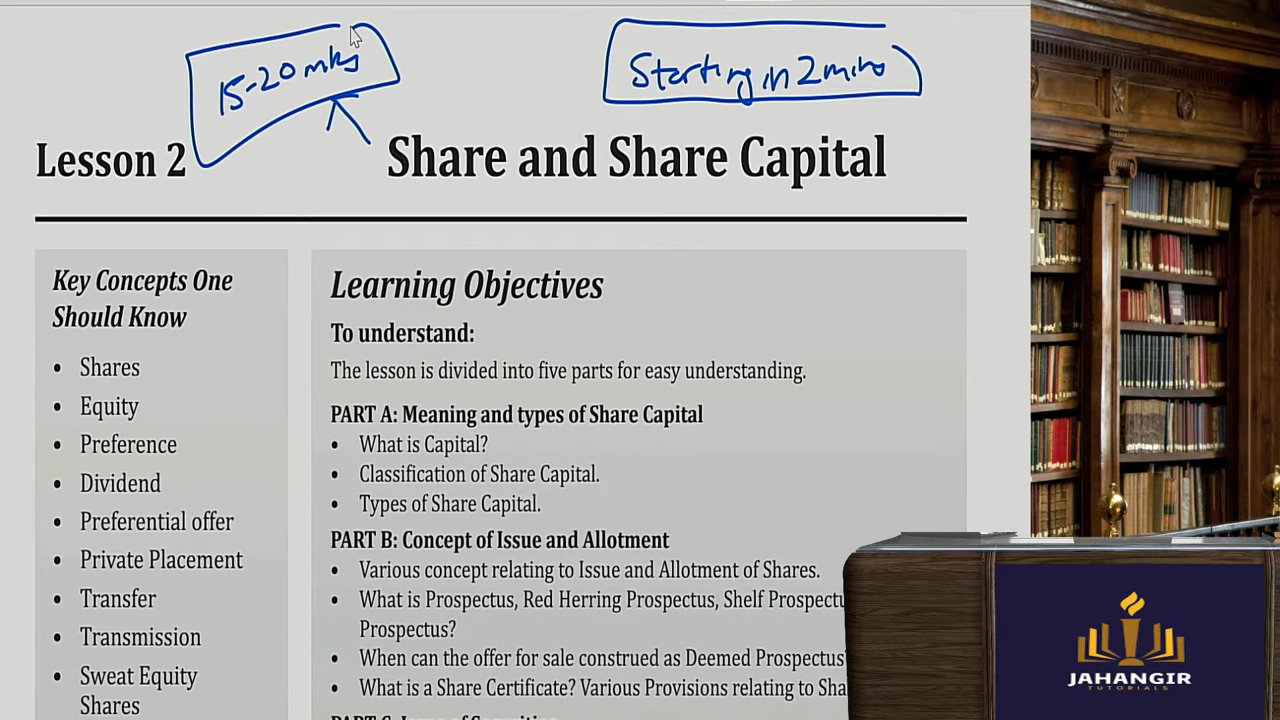 15-20 mks
Starting in 2 mins
Lesson 2
Share and Share Capital
Key Concepts One
Should Know
• Shares
• Equity
• Preference
• Dividend
• Preferential offer
• Private Placement
• Transfer
• Transmission
• Sweat Equity
Shares
Learning Objectives
To understand:
The lesson is divided into five parts for easy understanding.
PART A: Meaning and types of Share Capital
• What is Capital?
• Classification of Share Capital.
• Types of Share Capital.
PART B: Concept of Issue and Allotment
• Various concept relating to Issue and Allotment of Shares.
• What is Prospectus, Red Herring Prospectus, Shelf Prospectu
Prospectus?
• When can the offer for sale construed as Deemed Prospectus
• What is a Share Certificate? Various Provisions relating to Sha
JAHANGIR
TUTORIALS